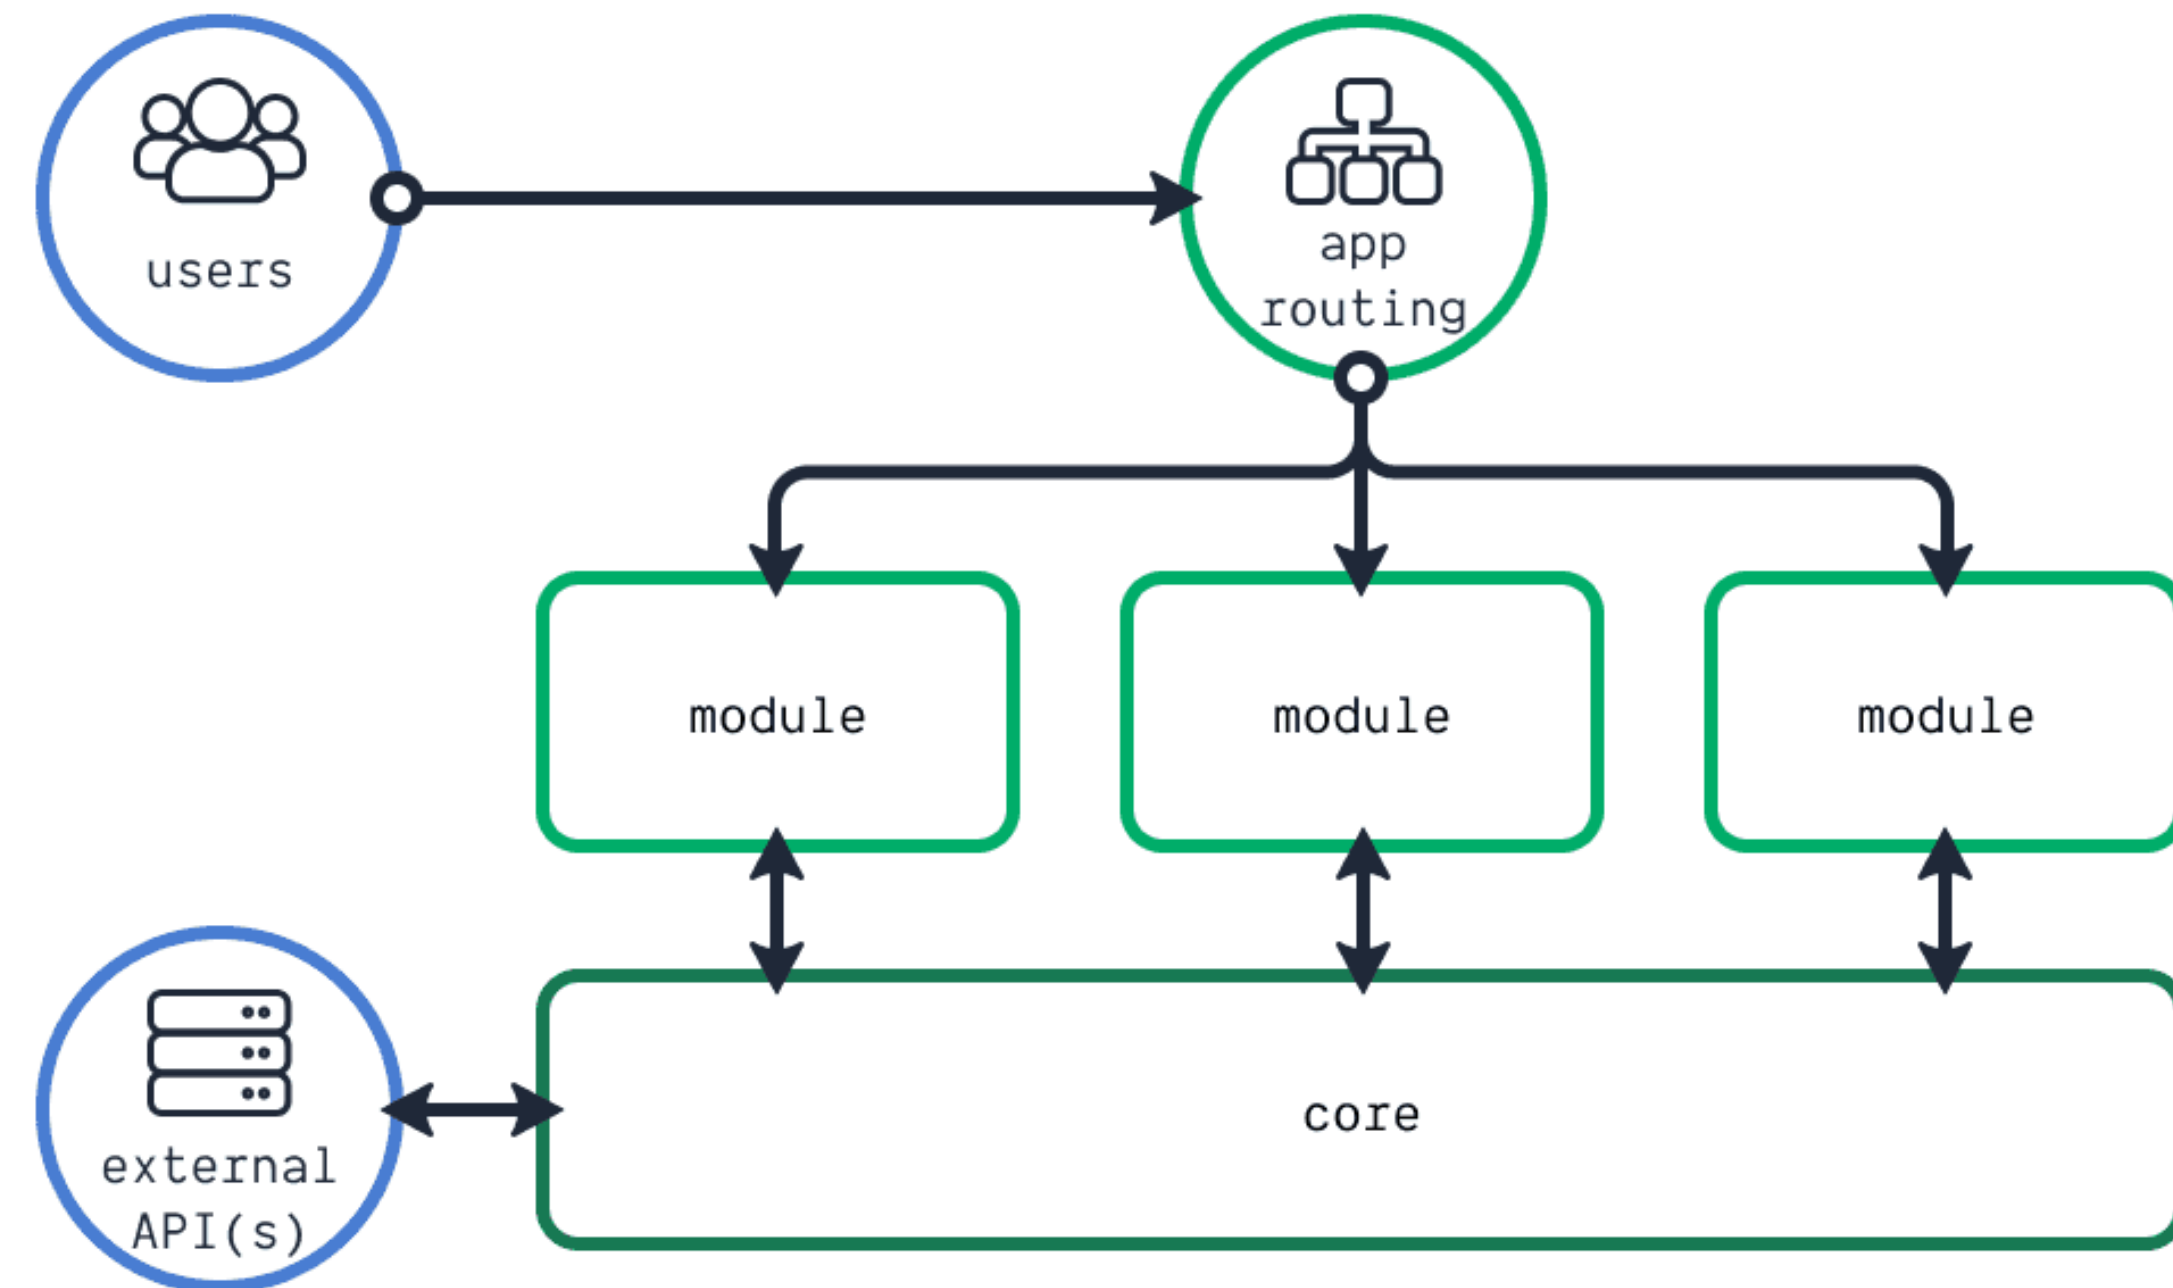 users
app
routing
module
module
module
core
external
API(s)